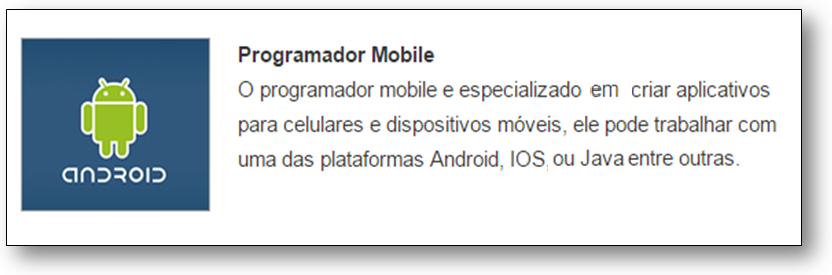 ANDROID
Programador Mobile
O programador mobile e especializado em criar aplicativos
para celulares e dispositivos móveis, ele pode trabalhar com
uma das plataformas Android, IOS, ou Java entre outras.